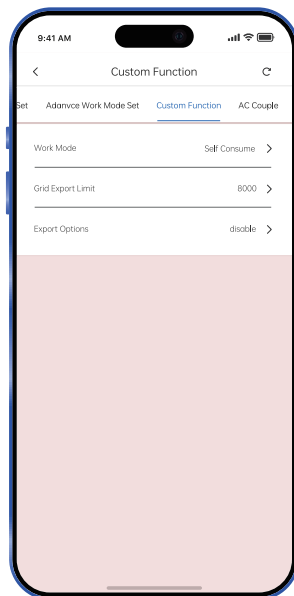 9:41 AM
Custom Function
Set Adanvce Work Mode Set Custom Function AC Couple
Work Mode Self Consume
Grid Export Limit 8000
Export Options disable